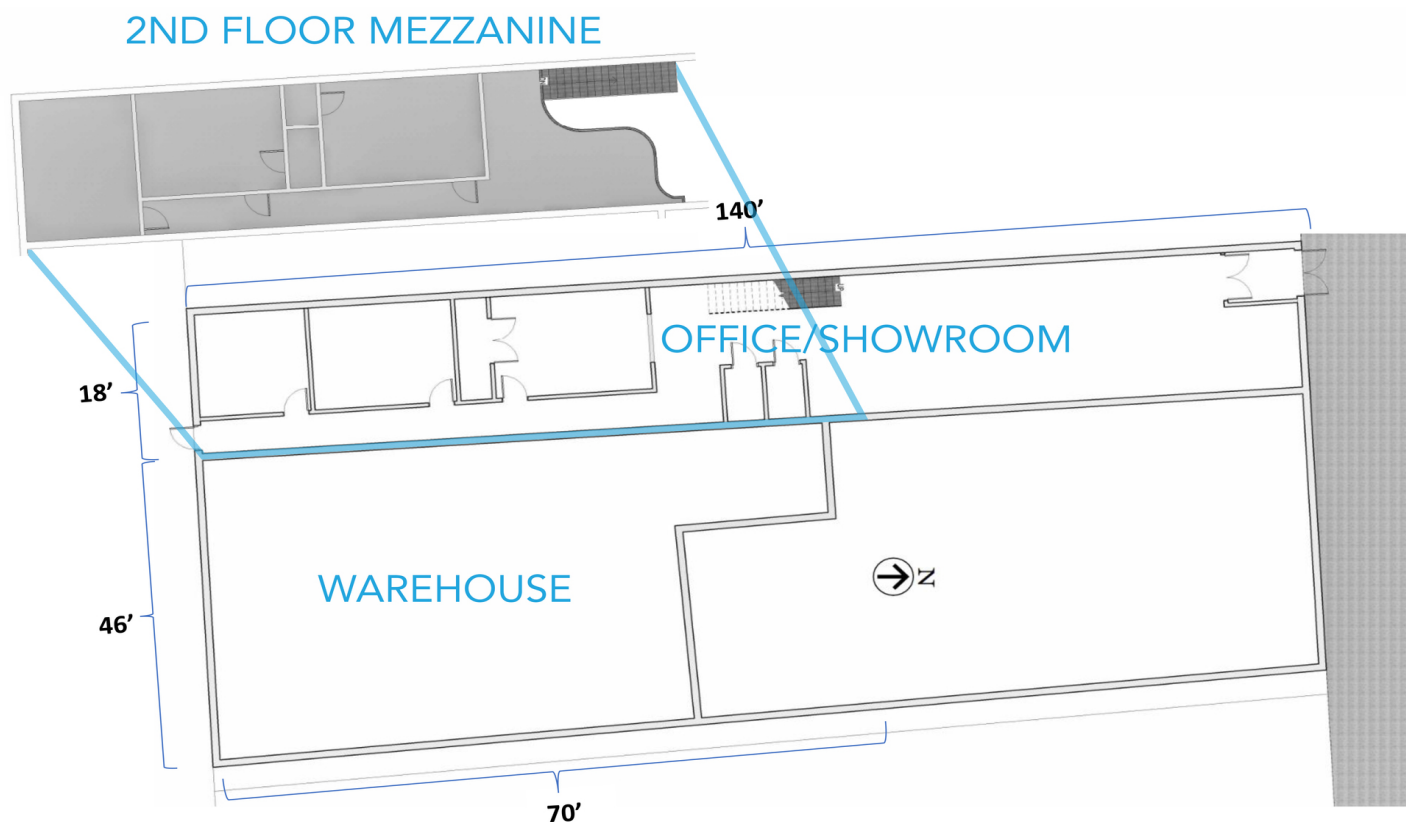 2ND FLOOR MEZZANINE
140’
OFFICE/SHOWROOM
18’
WAREHOUSE
N
46’
70’